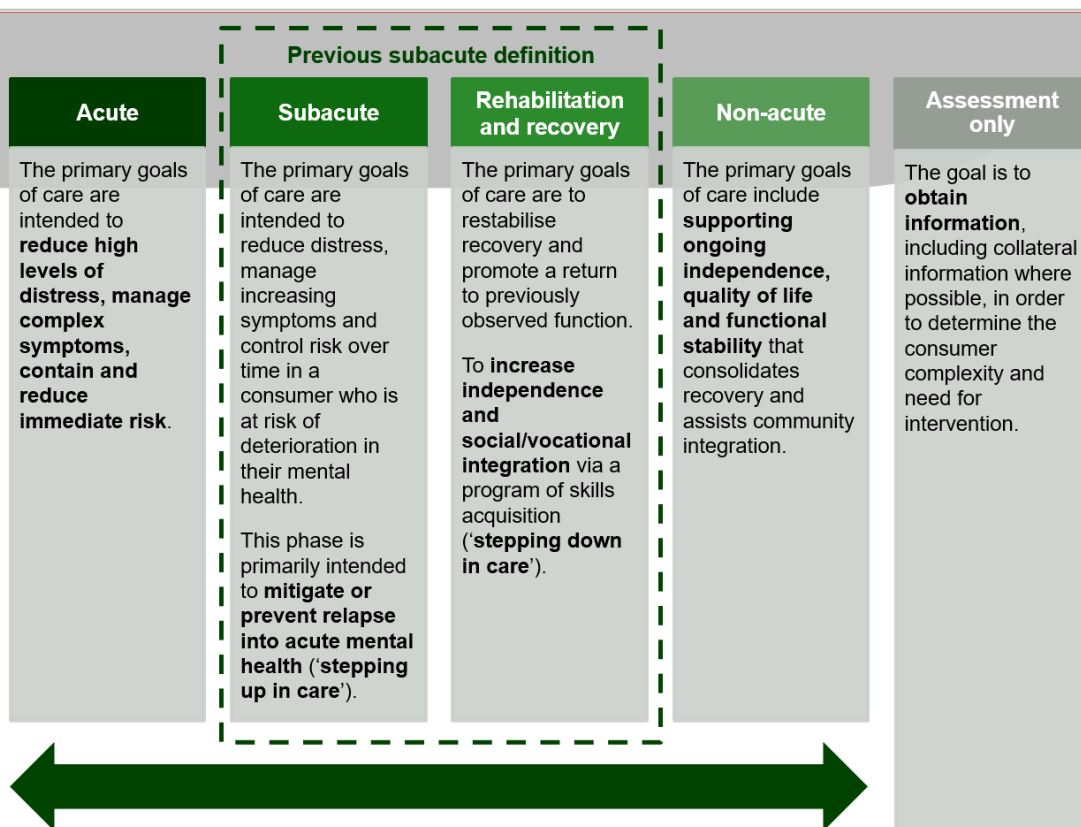 Previous subacute definition
Acute
The primary goals
of care are
intended to
reduce high
levels of
distress, manage
complex
symptoms,
contain and
reduce
immediate risk.
Subacute
The primary goals
of care are
intended to
reduce distress,
manage
increasing
symptoms and
control risk over
time in a
consumer who is
at risk of
deterioration in
their mental
health.
This phase is
primarily intended
to mitigate or
prevent relapse
into acute mental
health (‘stepping
up in care’).
Rehabilitation
and recovery
The primary goals
of care are to
restabilise
recovery and
promote a return
to previously
observed function.
To increase
independence
and
social/vocational
integration via a
program of skills
acquisition
(‘stepping down
in care’).
Non-acute
The primary goals
of care include
supporting
ongoing
independence,
quality of life
and functional
stability that
consolidates
recovery and
assists community
integration.
Assessment
only
The goal is to
obtain
information,
including collateral
information where
possible, in order
to determine the
consumer
complexity and
need for
intervention.